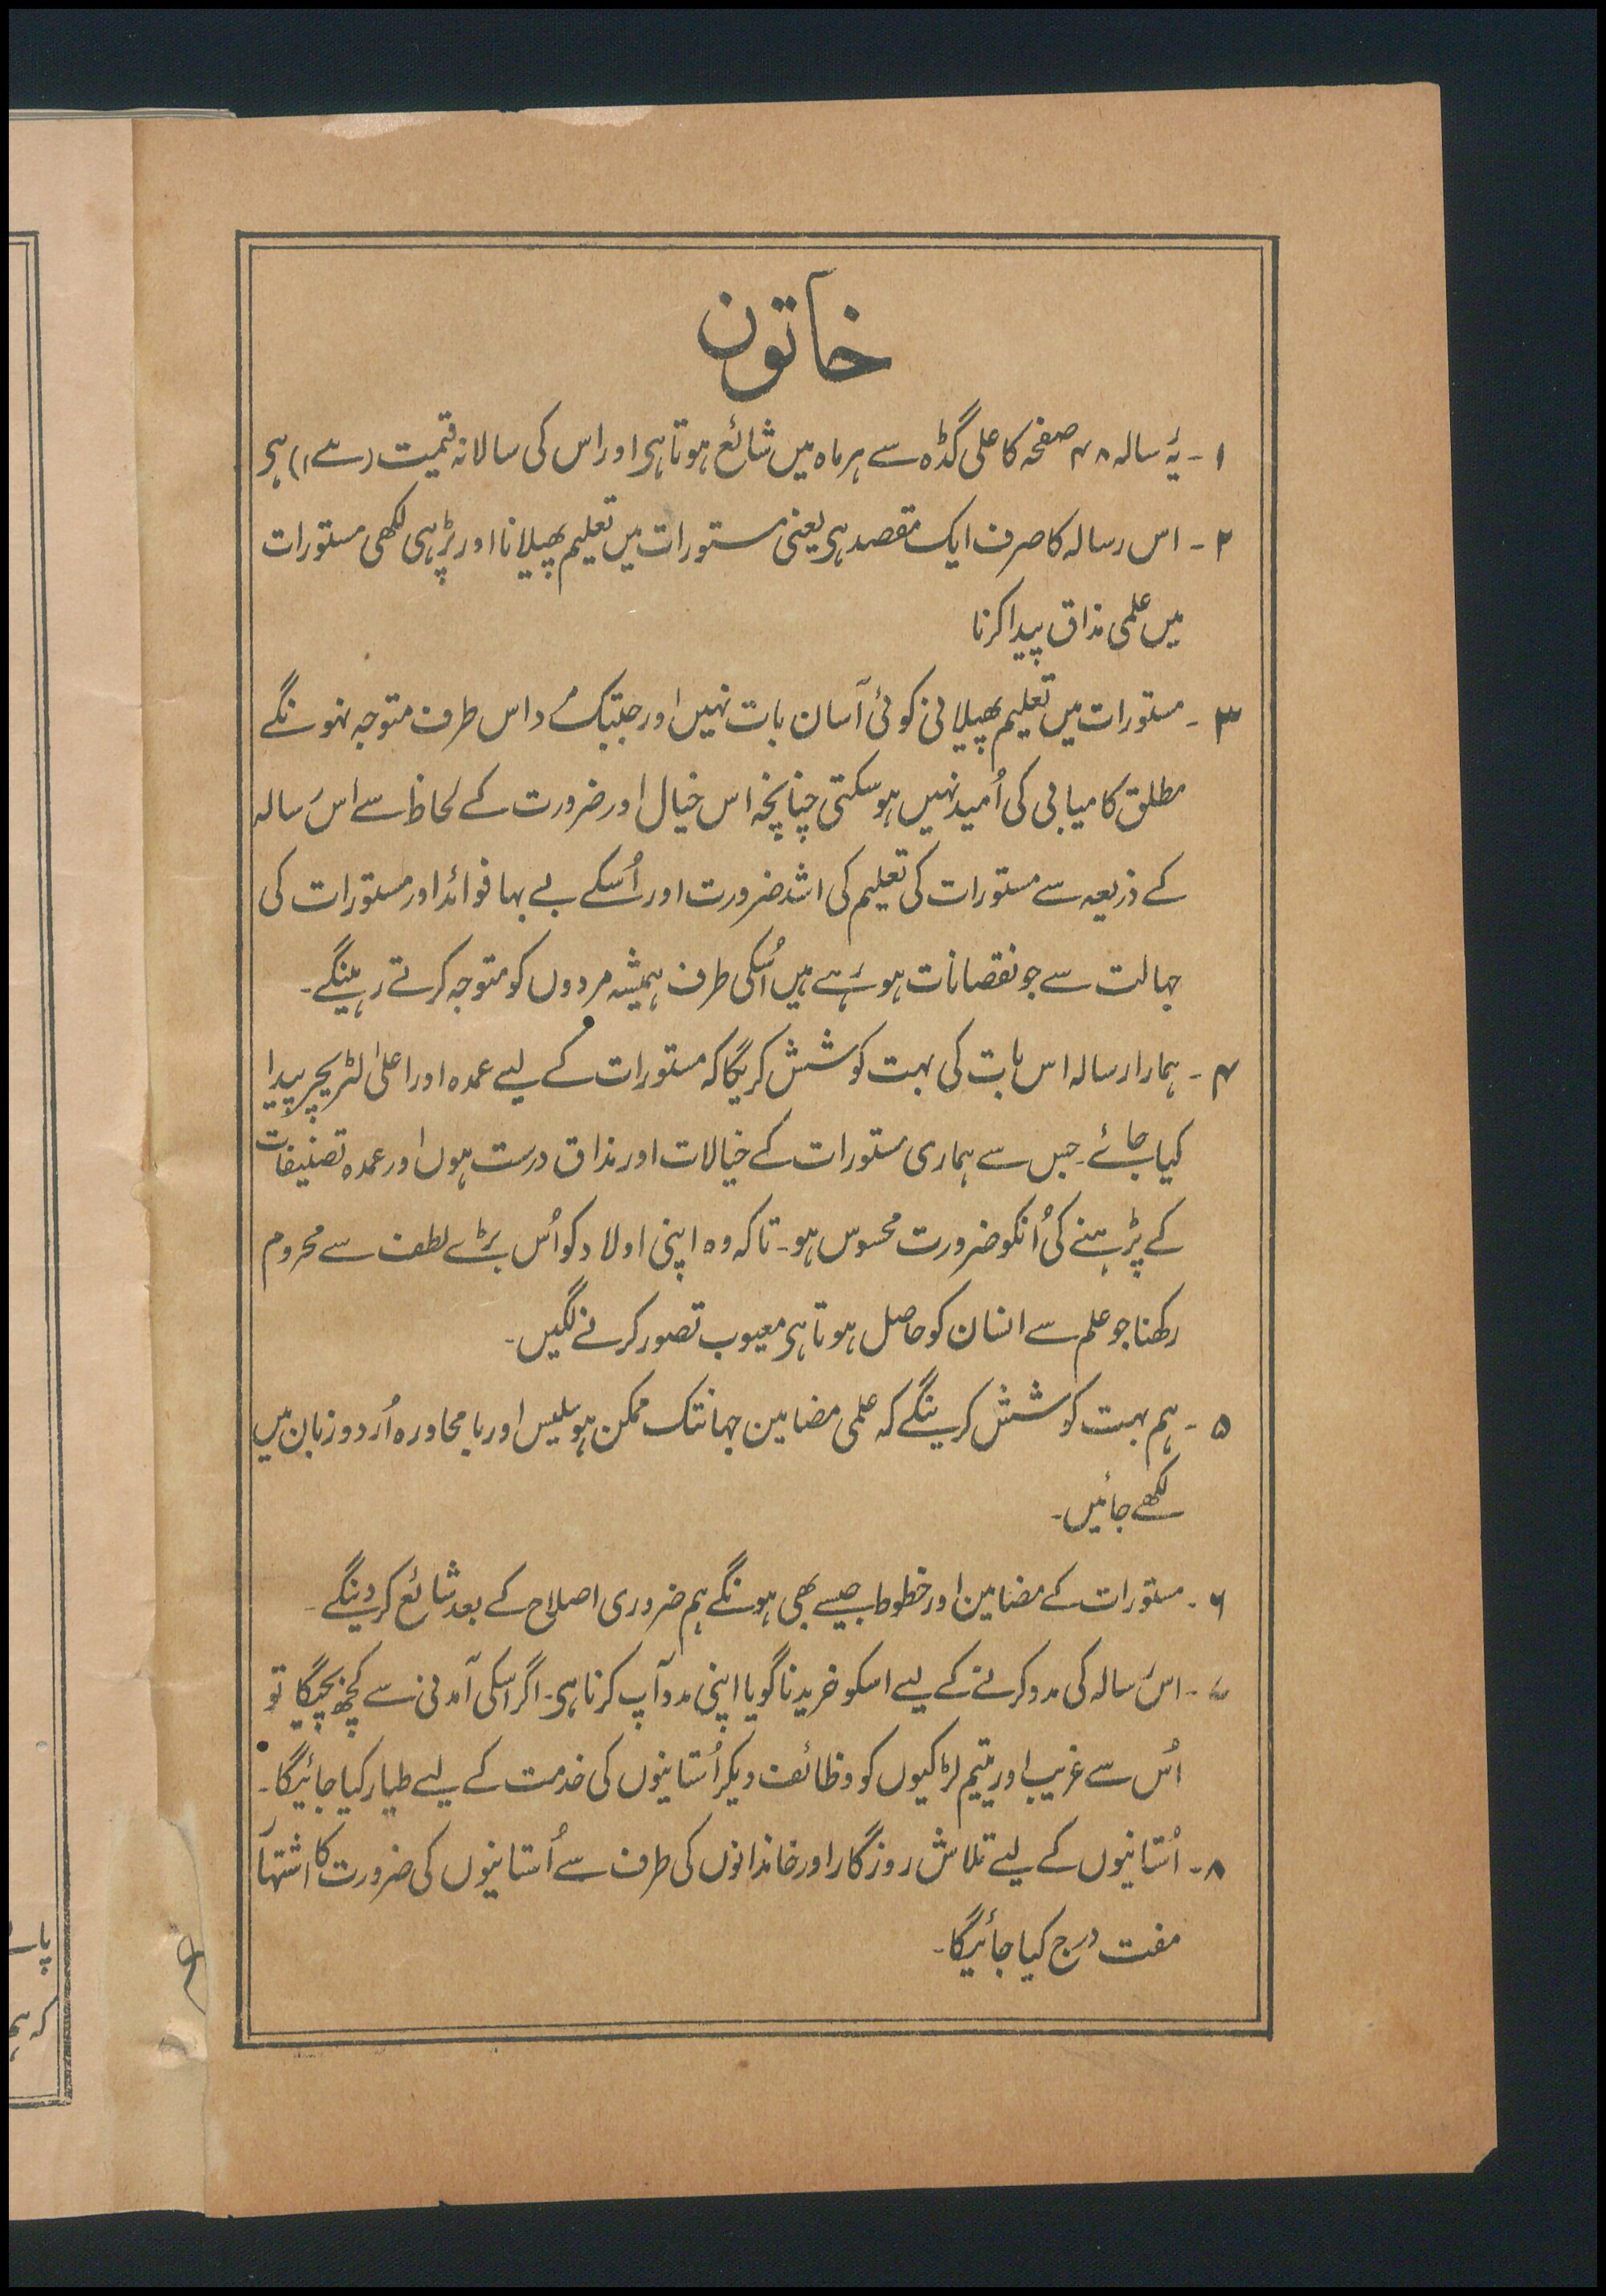 خاتون
۱ - یہ رسالہ ۴۸ صفحہ کا علی گڈہ سے ہر ماہ میں شائع ہوتا ہی اور اس کی سالانہ قیمت ( ) ہی
۲ - اس رسالہ کا صرف ایک مقصد ہی یعنی مستورات میں تعلیم پھیلانا اور پڑہی لکھی مستورات
میں علمی مذاق پیدا کرنا
۳ - مستورات میں تعلیم پھیلانی کوئی آسان بات نہیں اور جبتک مرد اس طرف متوجہ نہونگے
مطلق کامیابی کی اُمید نہیں ہوسکتی چنانچہ اس خیال اور ضرورت کے لحاظ سے اس رسالہ
کے ذریعہ سے مستورات کی تعلیم کی اشد ضرورت اور اُسکے بے بہا فوائد اور مستورات کی
جہالت سے جو نقصانات ہو رہے ہیں اُسکی طرف ہمیشہ مردوں کو متوجہ کرتے رہینگے۔
۴ - ہمارا رسالہ اس بات کی بہت کوشش کریگا کہ مستورات کے لیے عمدہ اور اعلیٰ لٹریچر پیدا
کیا جائے۔ جس سے ہماری مستورات کے خیالات اور مذاق درست ہوں اور عمدہ تصنیفات
کے پڑہنے کی اُنکو ضرورت محسوس ہو۔ تاکہ وہ اپنی اولاد کو اُس بڑے لطف سے محروم
رکھنا جو علم سے انسان کو حاصل ہوتا ہی معیوب تصور کرنے لگیں۔
۵ - ہم بہت کوشش کرینگے کہ علمی مضامین جہانتک ممکن ہو سلیس اور بامحاورہ اُردو زبان میں
لکھے جائیں۔
۶ - مستورات کے مضامین اور خطوط جیسے بھی ہونگے ہم ضروری اصلاح کے بعد شائع کر دینگے۔
۷ - اس رسالہ کی مدد کرنے کے لیے اسکو خریدنا گویا اپنی مدد آپ کرنا ہی۔ اگر اسکی آمدنی سے کچھ بچیگا تو
اُس سے غریب اور یتیم لڑکیوں کو وظائف دیکر اُستانیوں کی خدمت کے لیے طیار کیا جائیگا۔
۸ - اُستانیوں کے لیے تلاش روزگار اور خاندانوں کی طرف سے اُستانیوں کی ضرورت کا اشتہار
مفت درج کیا جائیگا۔